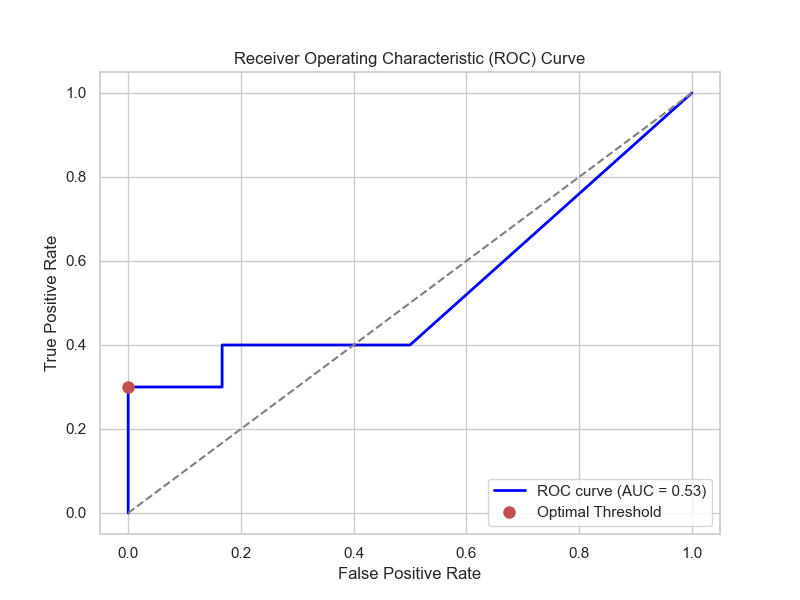 Receiver Operating Characteristic (ROC) Curve
True Positive Rate
1.0
0.8
0.6
0.4
0.2
0.0
0.0 0.2 0.4 0.6 0.8 1.0
False Positive Rate
ROC curve (AUC = 0.53)
Optimal Threshold